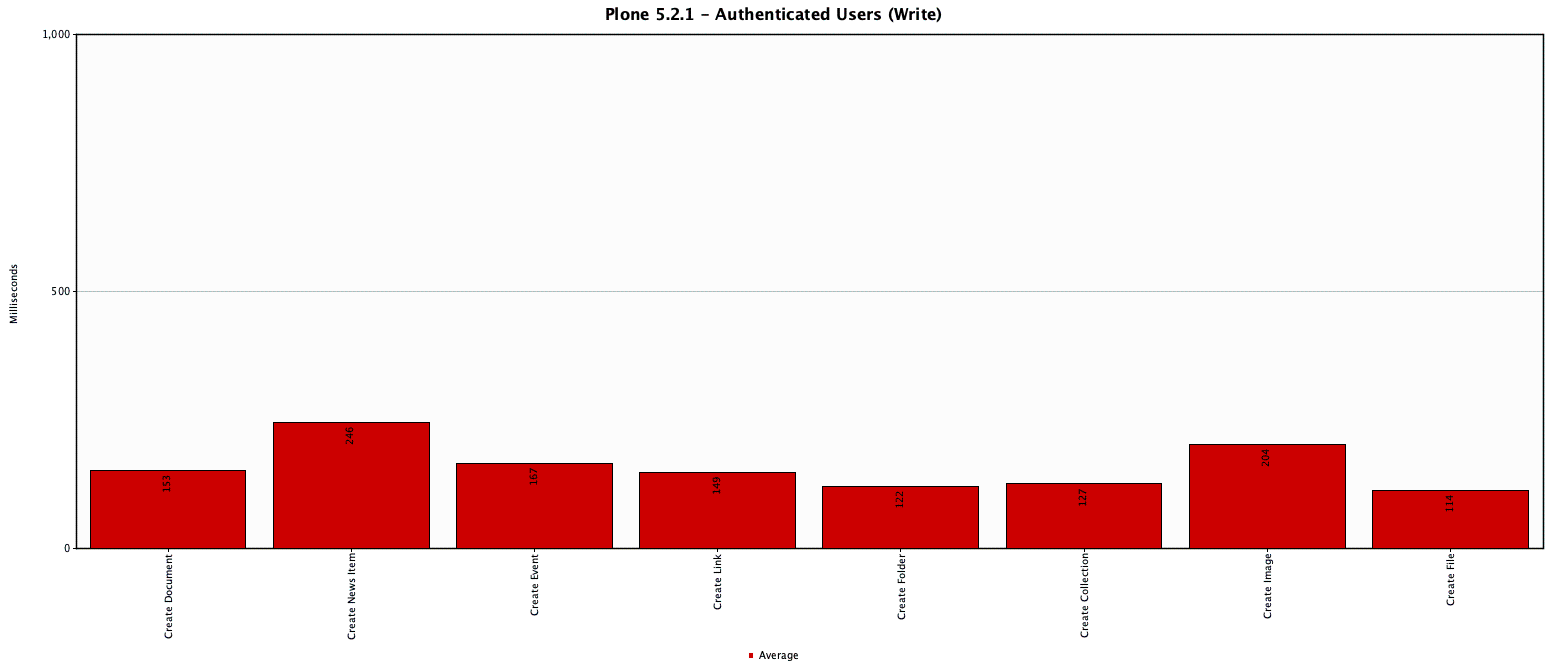 Plone 5.2.1 – Authenticated Users (Write)
1,000
500
0
Milliseconds
153
246
167
149
122
127
204
114
Create Document
Create News Item
Create Event
Create Link
Create Folder
Create Collection
Create Image
Create File
Average